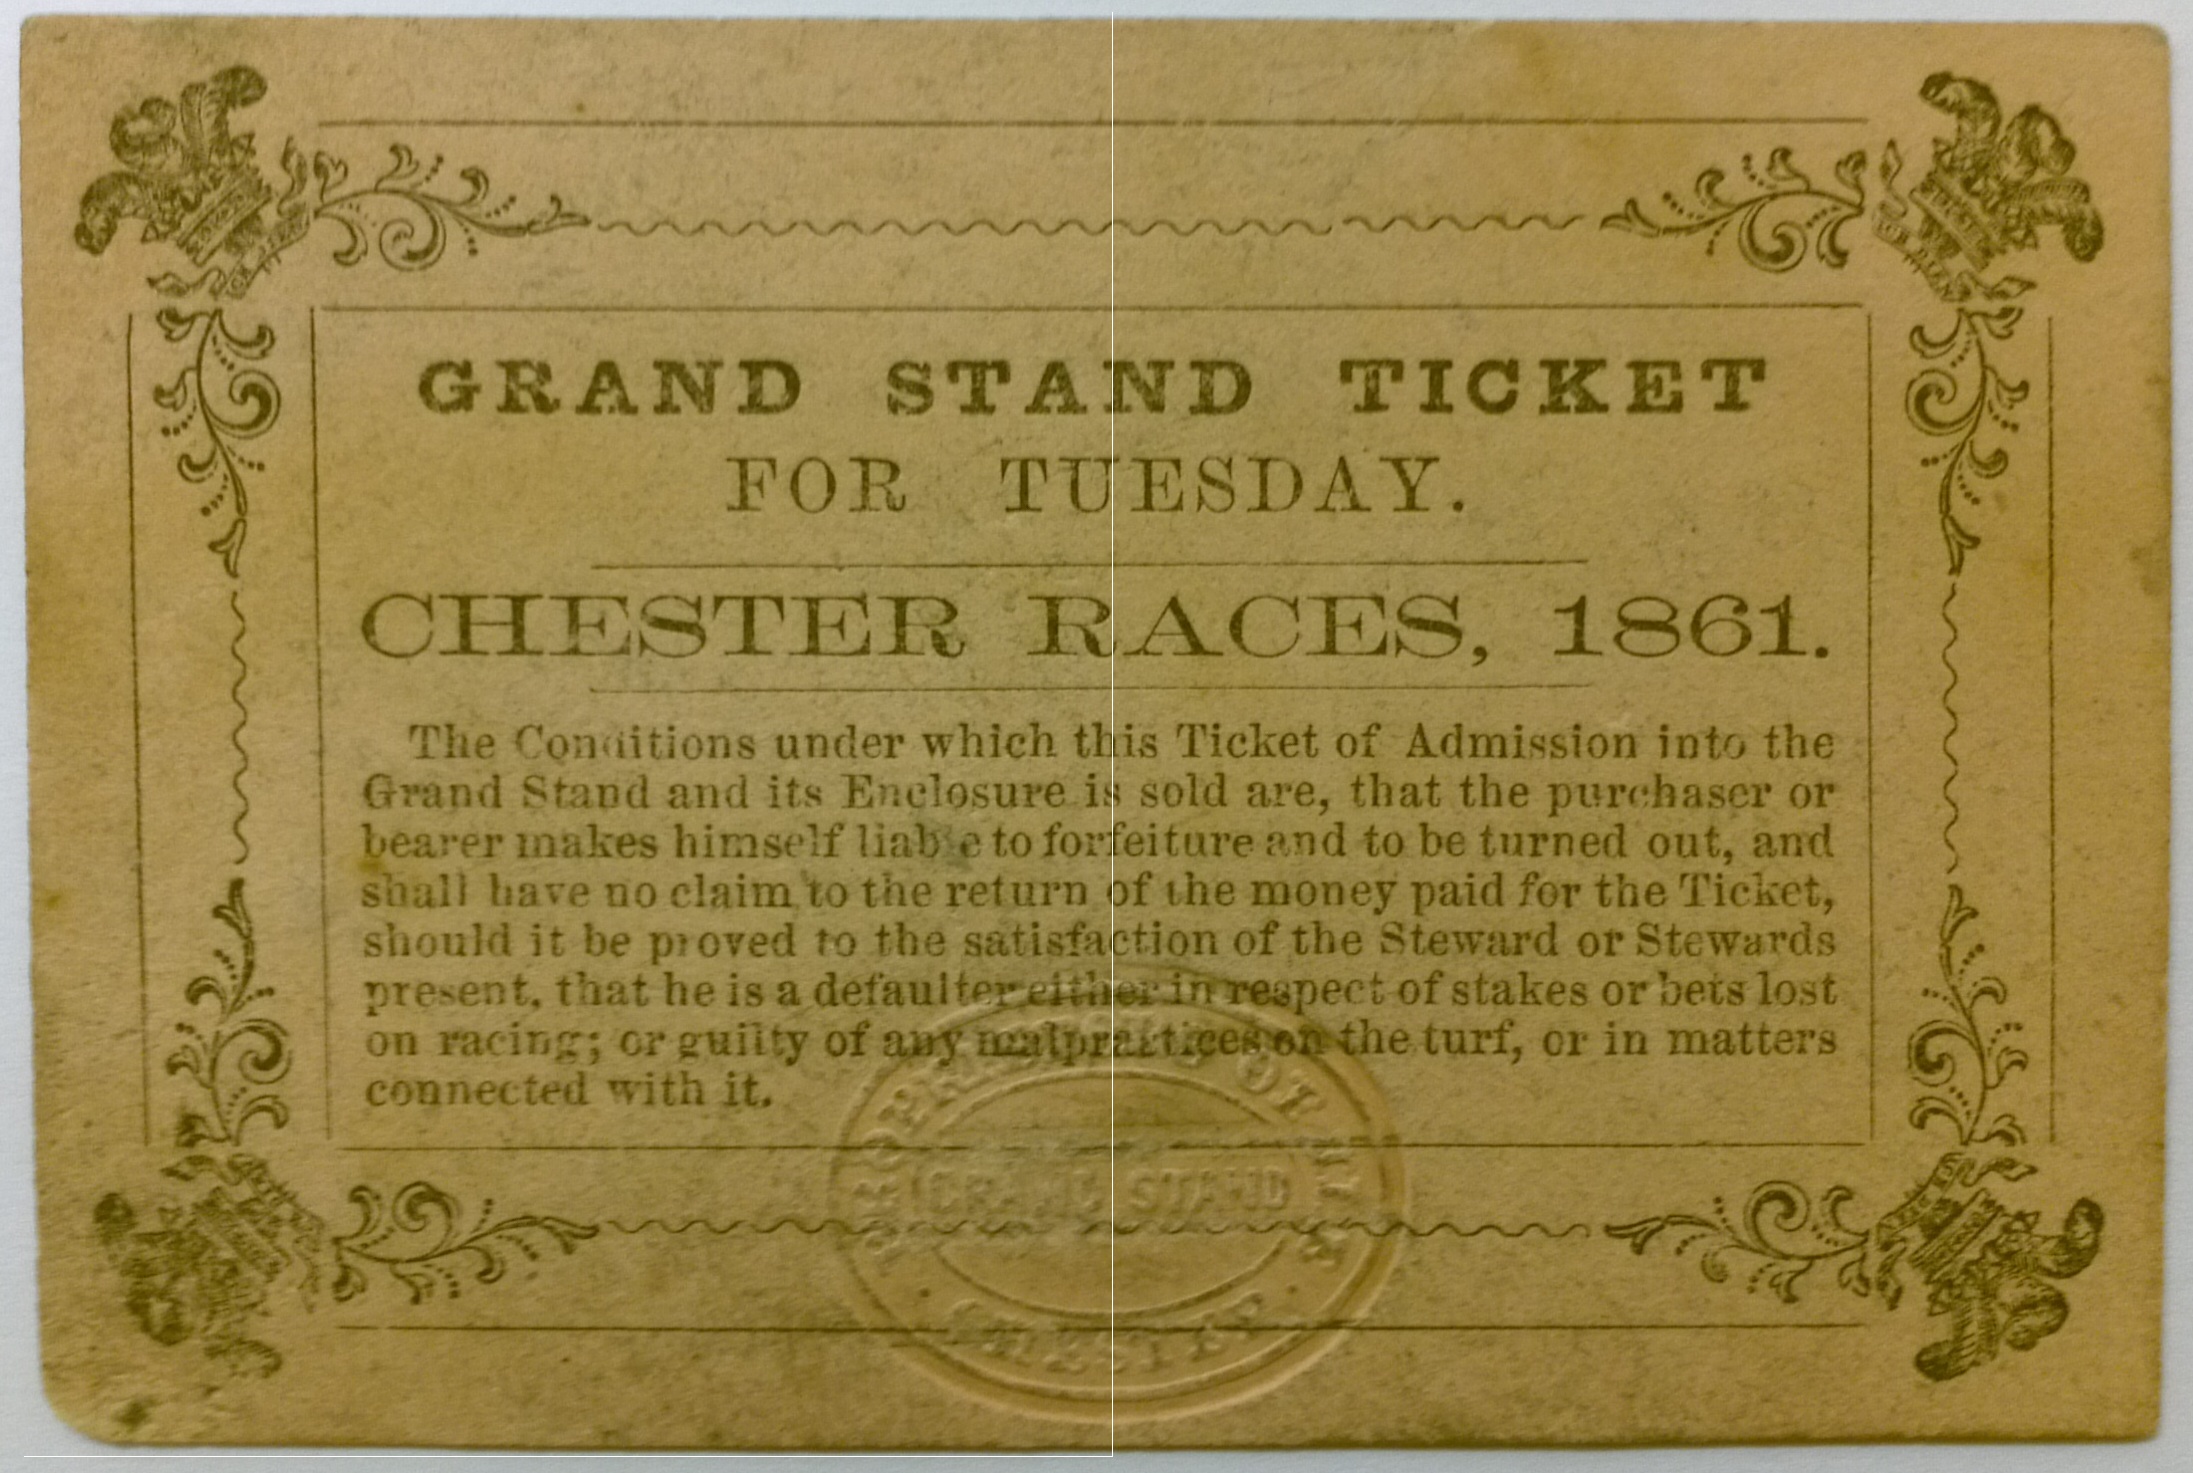 GRAND STAND TICKET
FOR TUESDAY.
CHESTER RACES, 1861.
The Conditions under which this Ticket of Admission into the
Grand Stand and its Enclosure is sold are, that the purchaser or
bearer makes himself liable to forfeiture and to be turned out, and
shall have no claim to the return of the money paid for the Ticket,
should it be proved to the satisfaction of the Steward or Stewards
present, that he is a defaulter either in respect of stakes or bets lost
on racing; or guilty of any malpractices on the turf, or in matters
connected with it.
PROPRIETORS OF THE
GRAND STAND
CHESTER